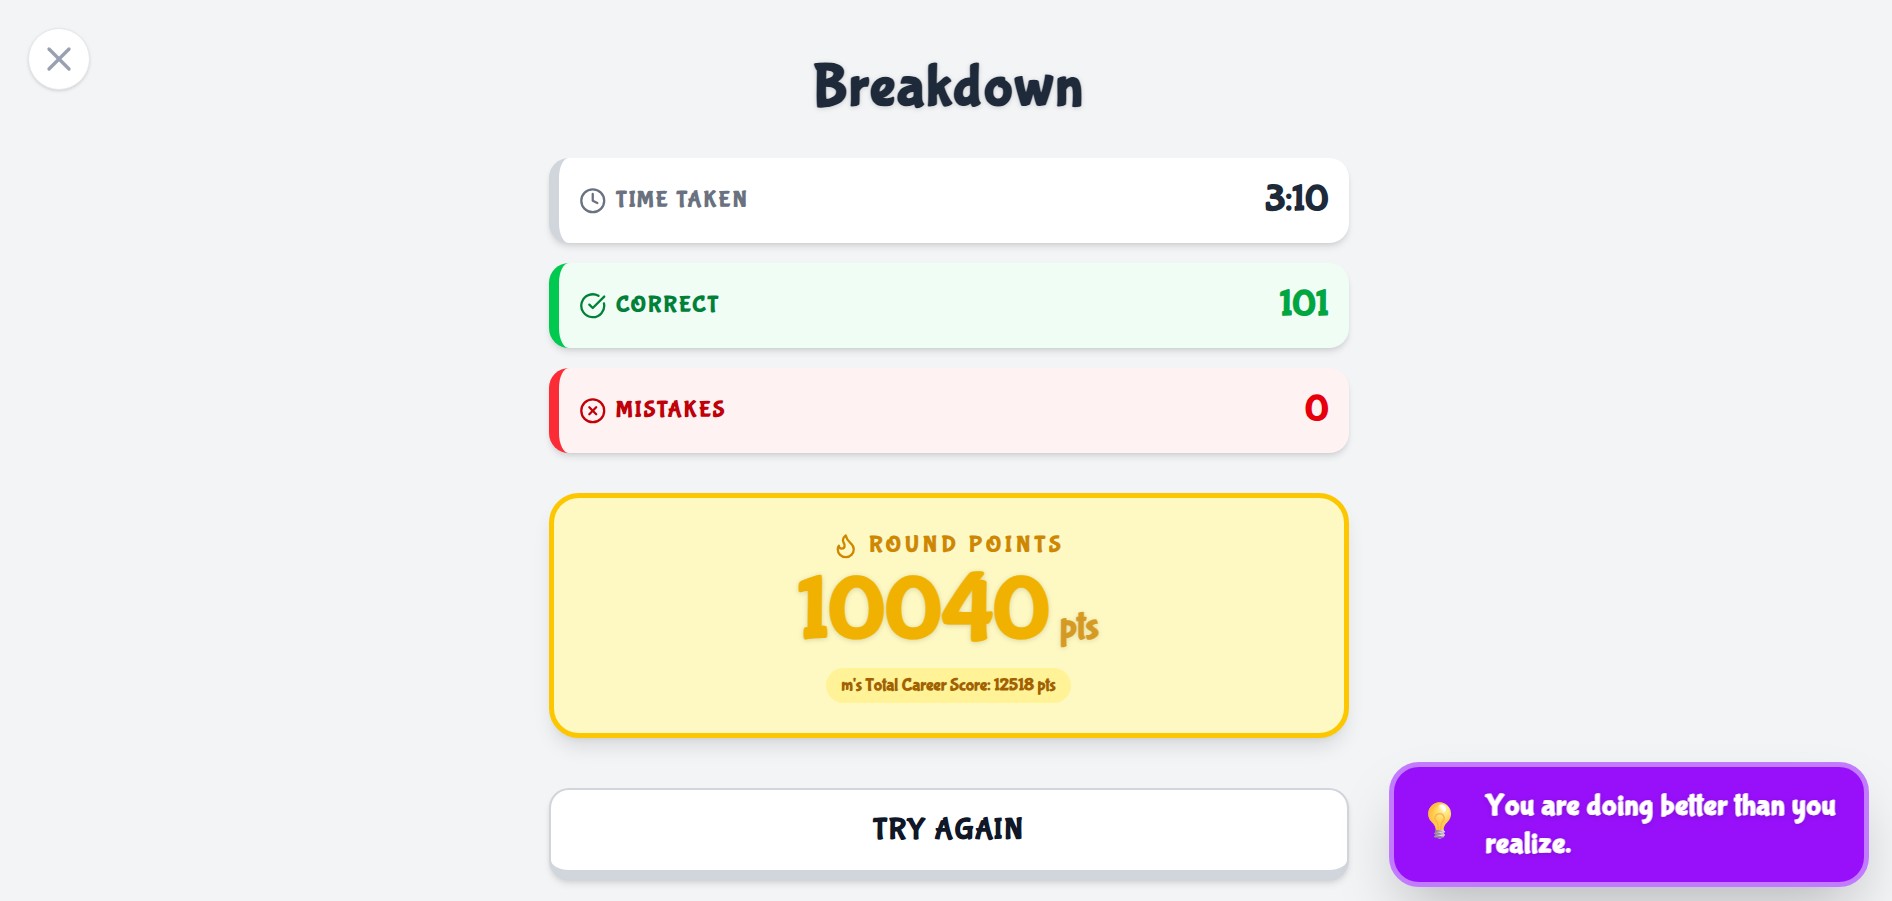 Breakdown
TIME TAKEN 3:10
CORRECT 101
MISTAKES 0
ROUND POINTS
10040 pts
m's Total Career Score: 12518 pts
TRY AGAIN
You are doing better than you
realize.